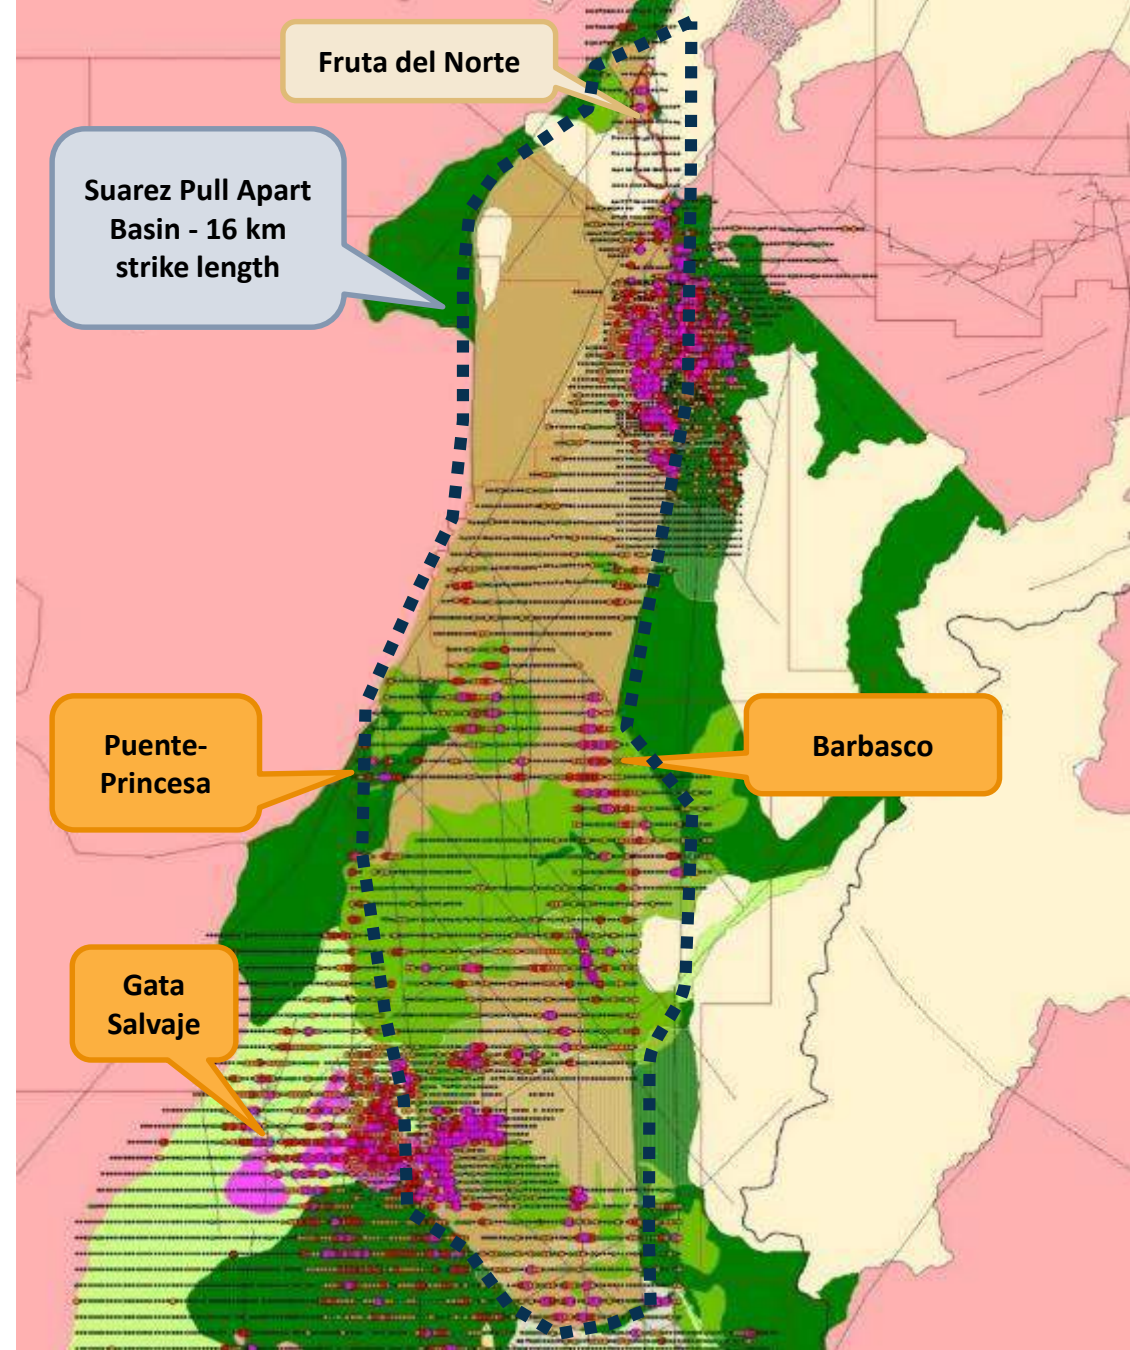 Fruta del Norte
Suarez Pull Apart
Basin - 16 km
strike length
Puente-
Princesa
Barbasco
Gata
Salvaje